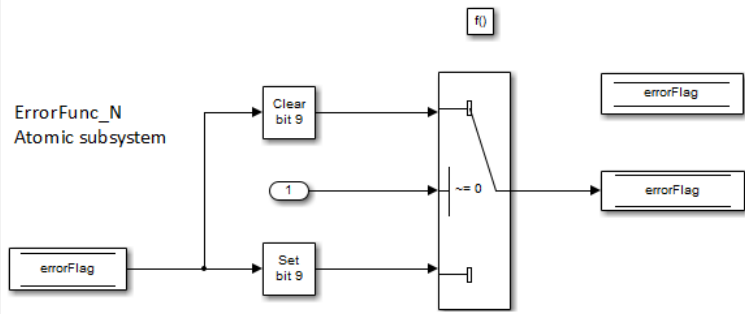 f()
errorFlag
ErrorFunc_N
Atomic subsystem
Clear
bit 9
1
~= 0
errorFlag
errorFlag
Set
bit 9